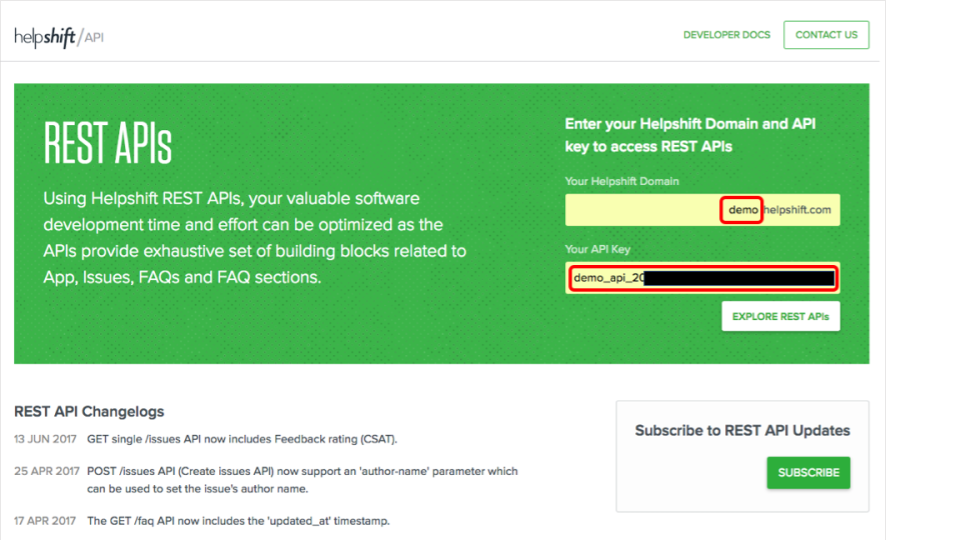 helpshift/API
DEVELOPER DOCS
CONTACT US
REST APIs
Using Helpshift REST APIs, your valuable software
development time and effort can be optimized as the
APIs provide exhaustive set of building blocks related to
App, Issues, FAQs and FAQ sections.
Enter your Helpshift Domain and API
key to access REST APIs
Your Helpshift Domain
demo helpshift.com
Your API Key
demo_api_20
EXPLORE REST APIs
REST API Changelogs
13 JUN 2017 GET single /issues API now includes Feedback rating (CSAT).
25 APR 2017 POST /issues API (Create issues API) now support an 'author-name' parameter which
can be used to set the issue's author name.
17 APR 2017 The GET /faq API now includes the 'updated_at' timestamp.
Subscribe to REST API Updates
SUBSCRIBE